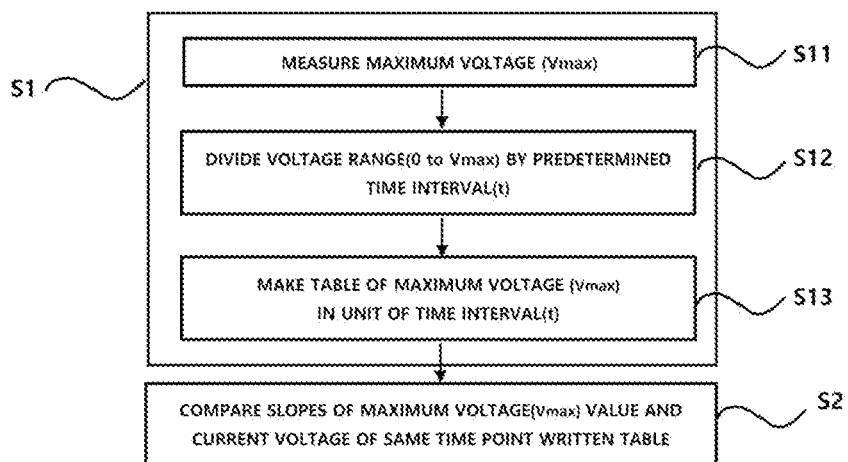 MEASURE MAXIMUM VOLTAGE (Vmax)
S11
S1
DIVIDE VOLTAGE RANGE(0 to Vmax) BY PREDETERMINED
TIME INTERVAL(t)
S12
MAKE TABLE OF MAXIMUM VOLTAGE (Vmax)
IN UNIT OF TIME INTERVAL(t)
S13
COMPARE SLOPES OF MAXIMUM VOLTAGE(Vmax) VALUE AND
CURRENT VOLTAGE OF SAME TIME POINT WRITTEN TABLE
S2